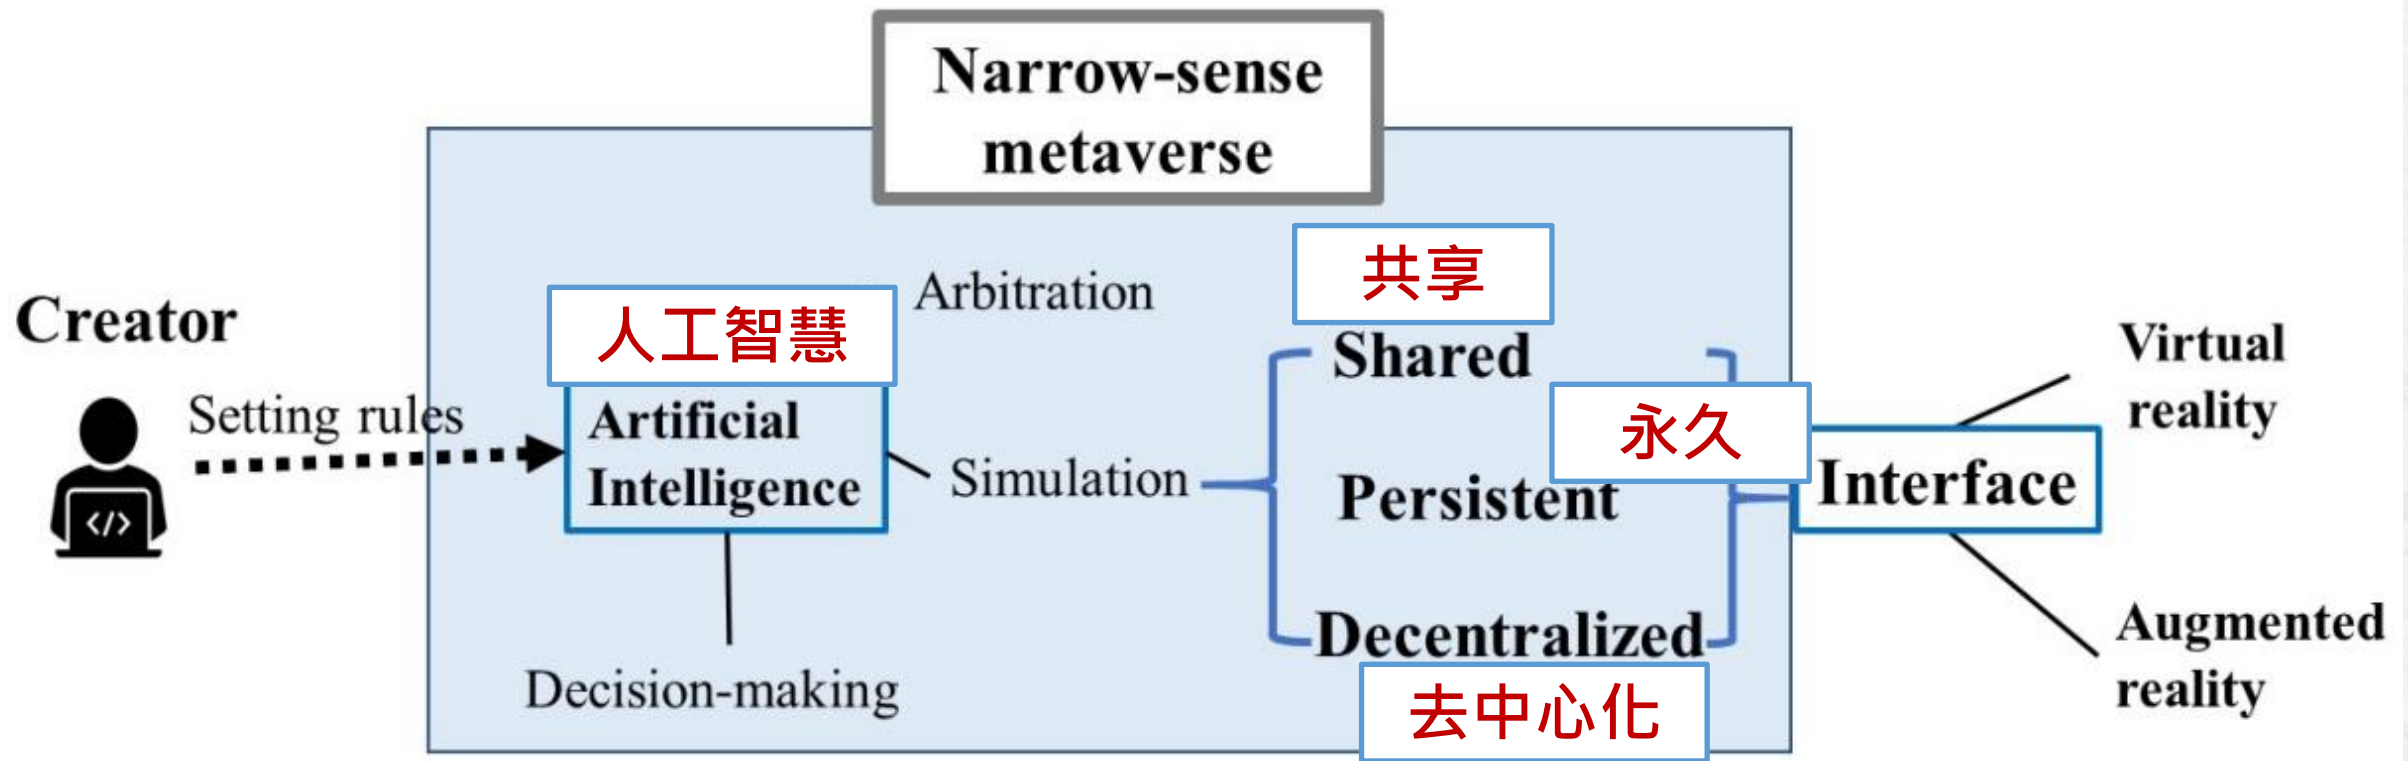 Narrow-sense
metaverse
Creator
Setting rules
</>
人工智慧
Artificial
Intelligence
Arbitration
Simulation
Decision-making
共享
Shared
永久
Persistent
Decentralized
去中心化
Interface
Virtual
reality
Augmented
reality